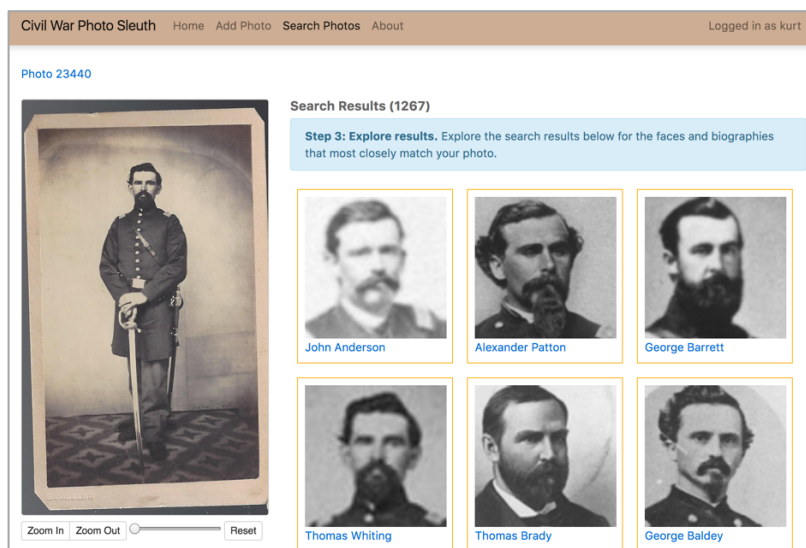 Civil War Photo Sleuth Home Add Photo Search Photos About Logged in as kurt
Photo 23440
Search Results (1267)
Step 3: Explore results. Explore the search results below for the faces and biographies
that most closely match your photo.
John Anderson Alexander Patton George Barrett
Thomas Whiting Thomas Brady George Baldey
Zoom In Zoom Out Reset